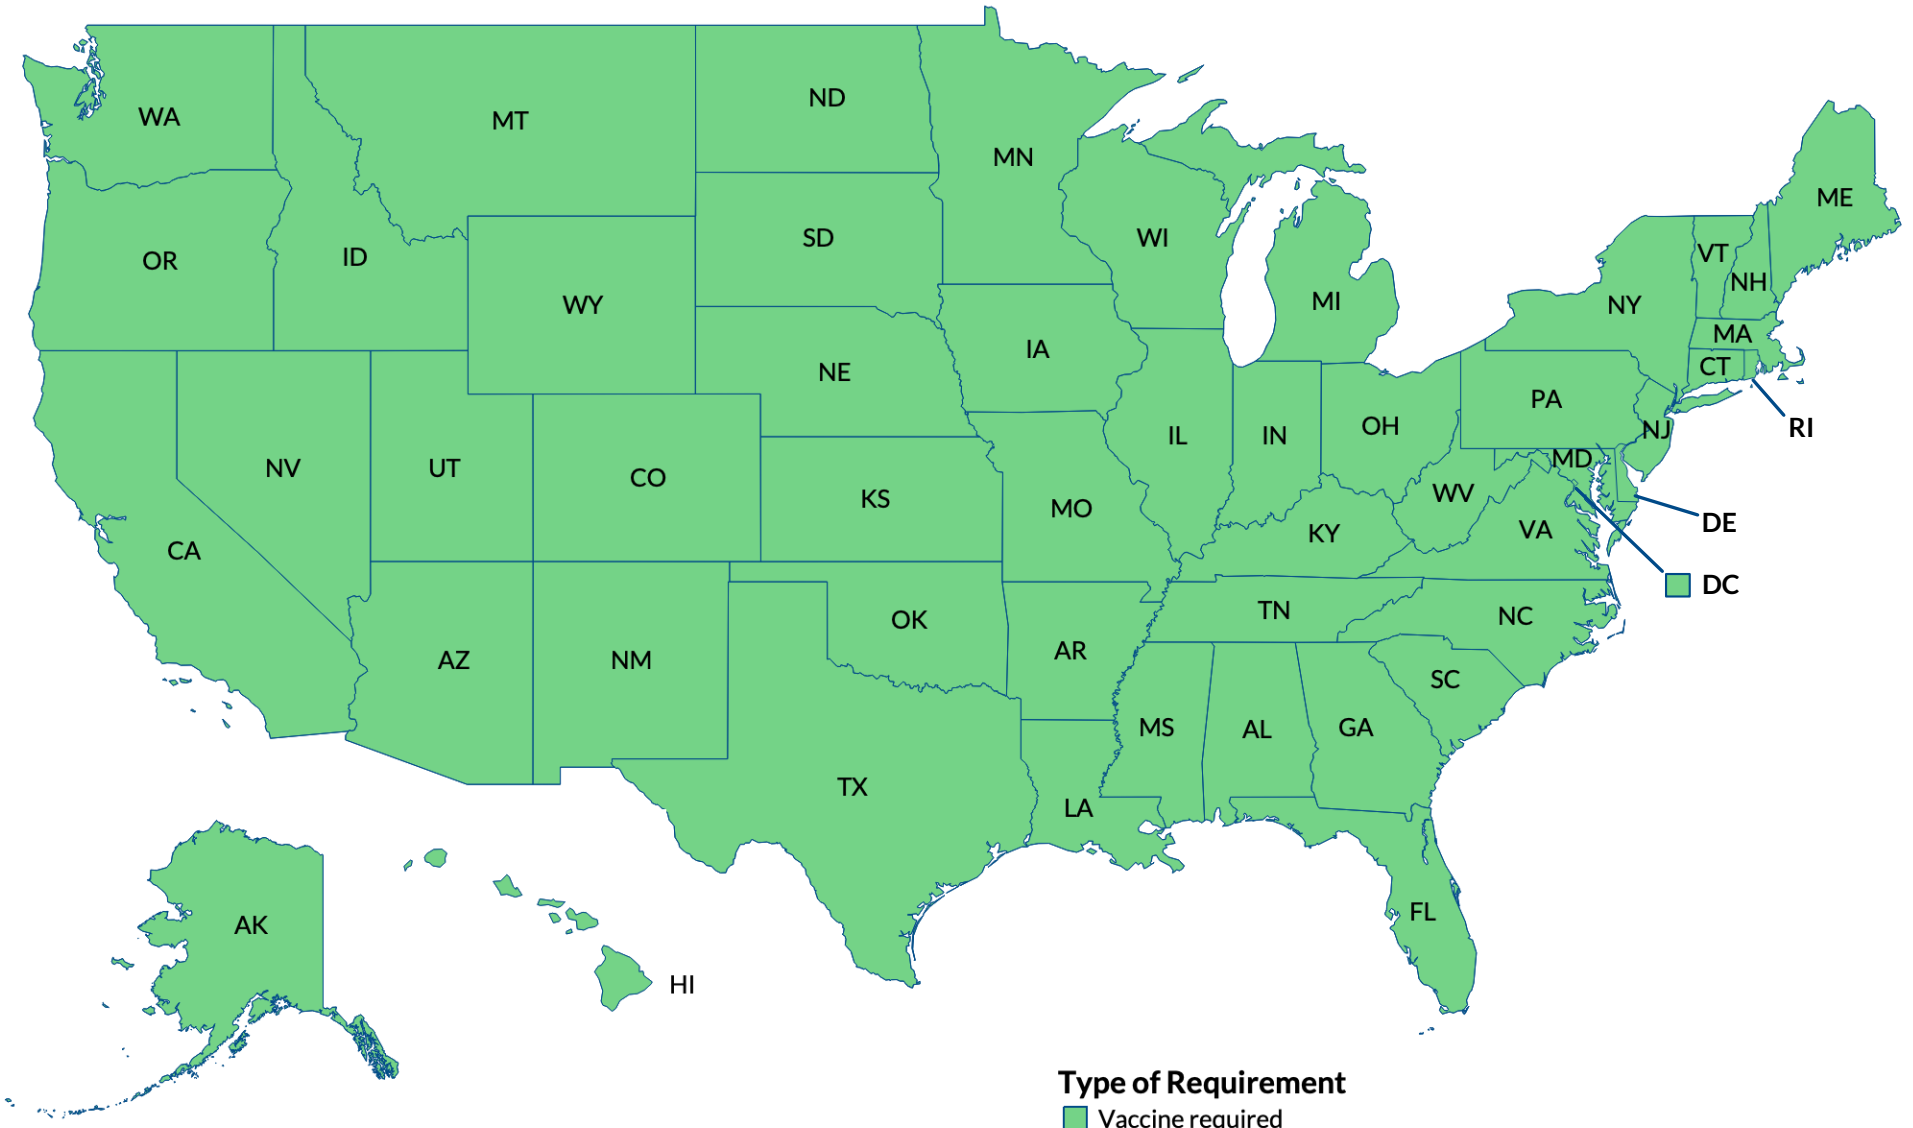 WA
MT
ND
MN
OR
ID
WY
SD
WI
MI
ME
VT
NH
NY
MA
CT
RI
NV
UT
CO
NE
IA
IL
IN
OH
PA
NJ
CA
KS
MO
KY
WV
MD
VA
DE
DC
AZ
NM
OK
AR
TN
NC
SC
TX
LA
MS
AL
GA
FL
AK
HI
Type of Requirement
Vaccine required